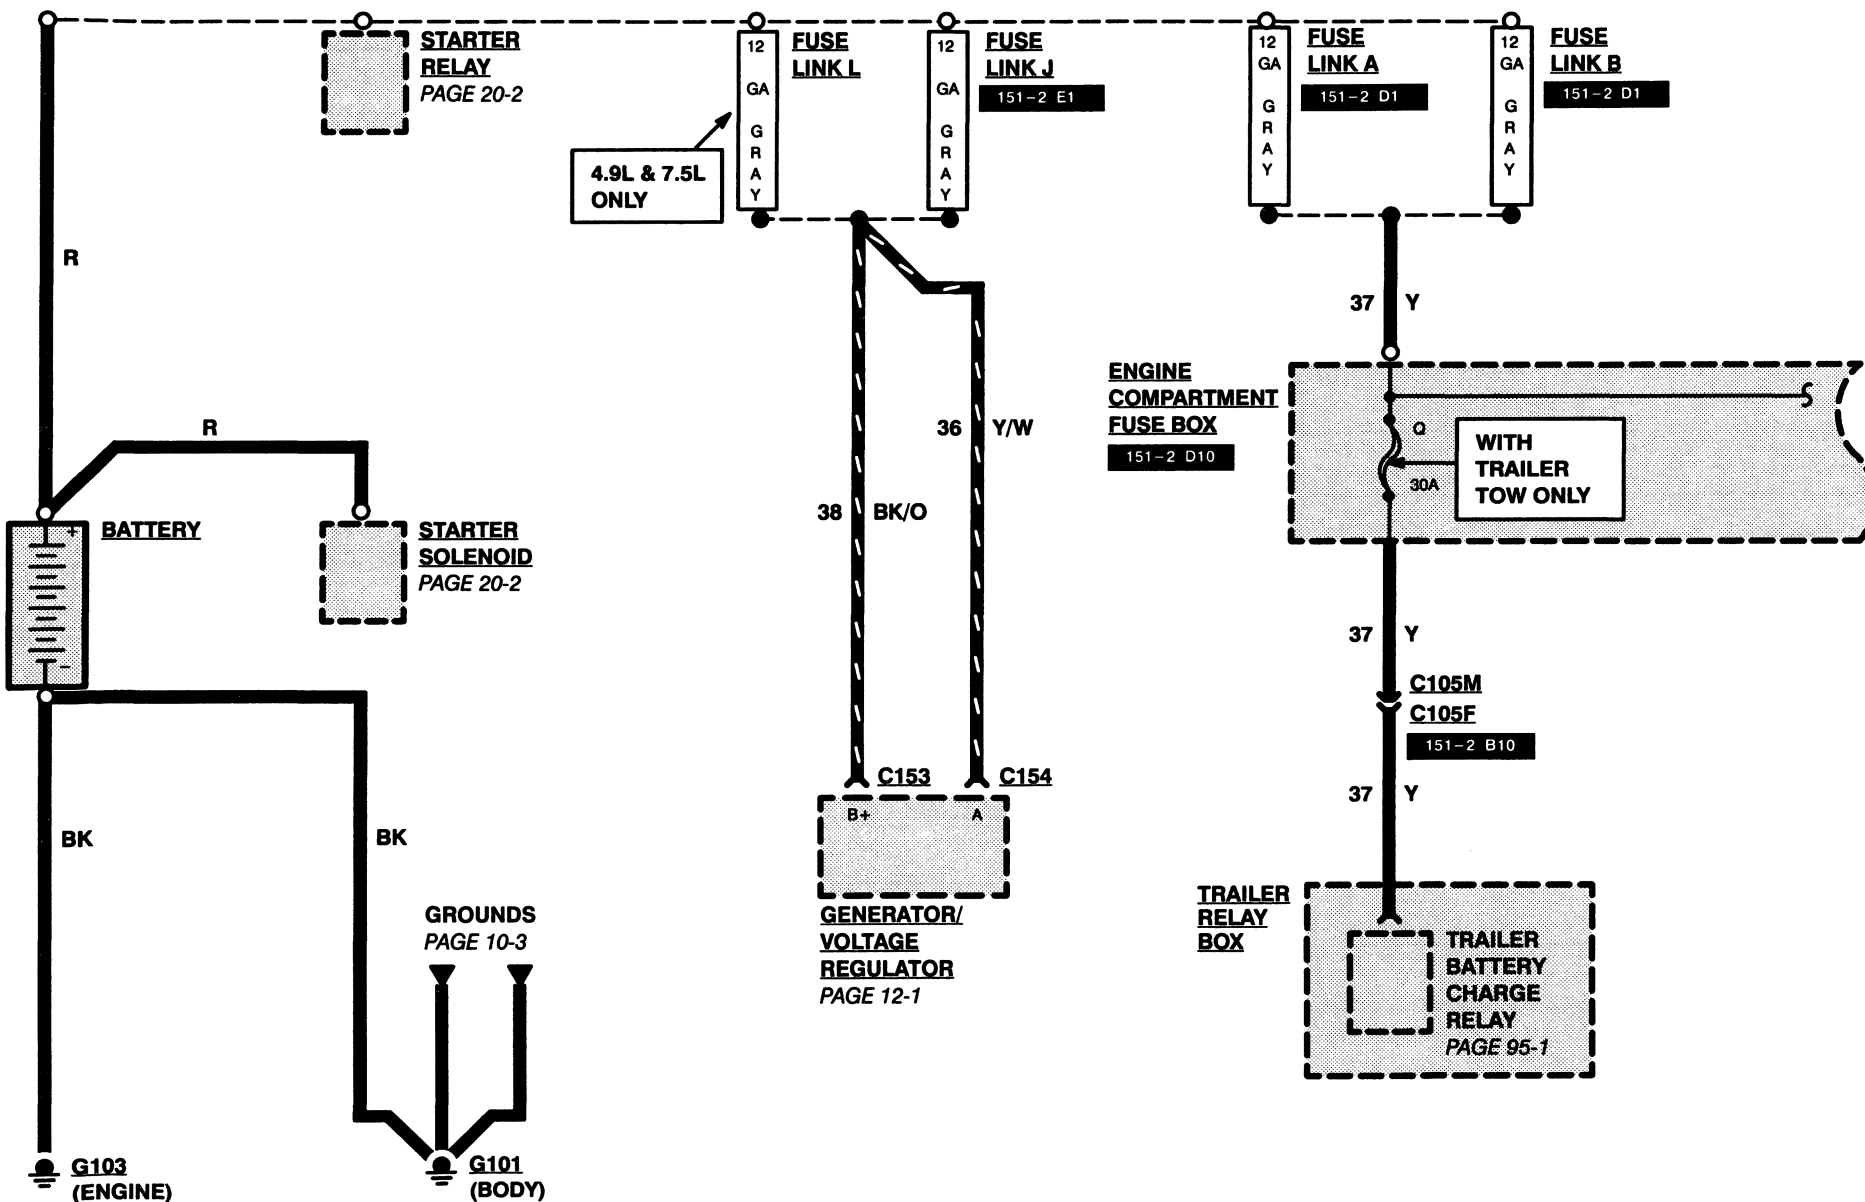 STARTER
RELAY
PAGE 20-2
12
GA
GRAY
FUSE
LINK L
12
GA
GRAY
FUSE
LINK J
151-2 E1
12
GA
GRAY
FUSE
LINK A
151-2 D1
12
GA
GRAY
FUSE
LINK B
151-2 D1
4.9L & 7.5L
ONLY
R
37 Y
R
ENGINE
COMPARTMENT
FUSE BOX
151-2 D10
Q
30A
WITH
TRAILER
TOW ONLY
36 Y/W
38 BK/O
+
BATTERY
-
STARTER
SOLENOID
PAGE 20-2
37 Y
C105M
C105F
151-2 B10
37 Y
C153
C154
B+
A
GENERATOR/
VOLTAGE
REGULATOR
PAGE 12-1
BK
BK
GROUNDS
PAGE 10-3
TRAILER
RELAY
BOX
TRAILER
BATTERY
CHARGE
RELAY
PAGE 95-1
G103
(ENGINE)
G101
(BODY)